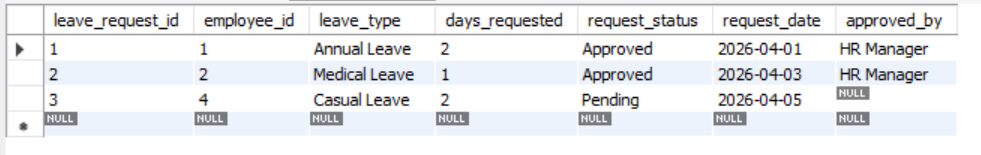 leave_request_id employee_id leave_type days_requested request_status request_date approved_by
1 1 Annual Leave 2 Approved 2026-04-01 HR Manager
2 2 Medical Leave 1 Approved 2026-04-03 HR Manager
3 4 Casual Leave 2 Pending 2026-04-05 NULL
NULL NULL NULL NULL NULL NULL NULL